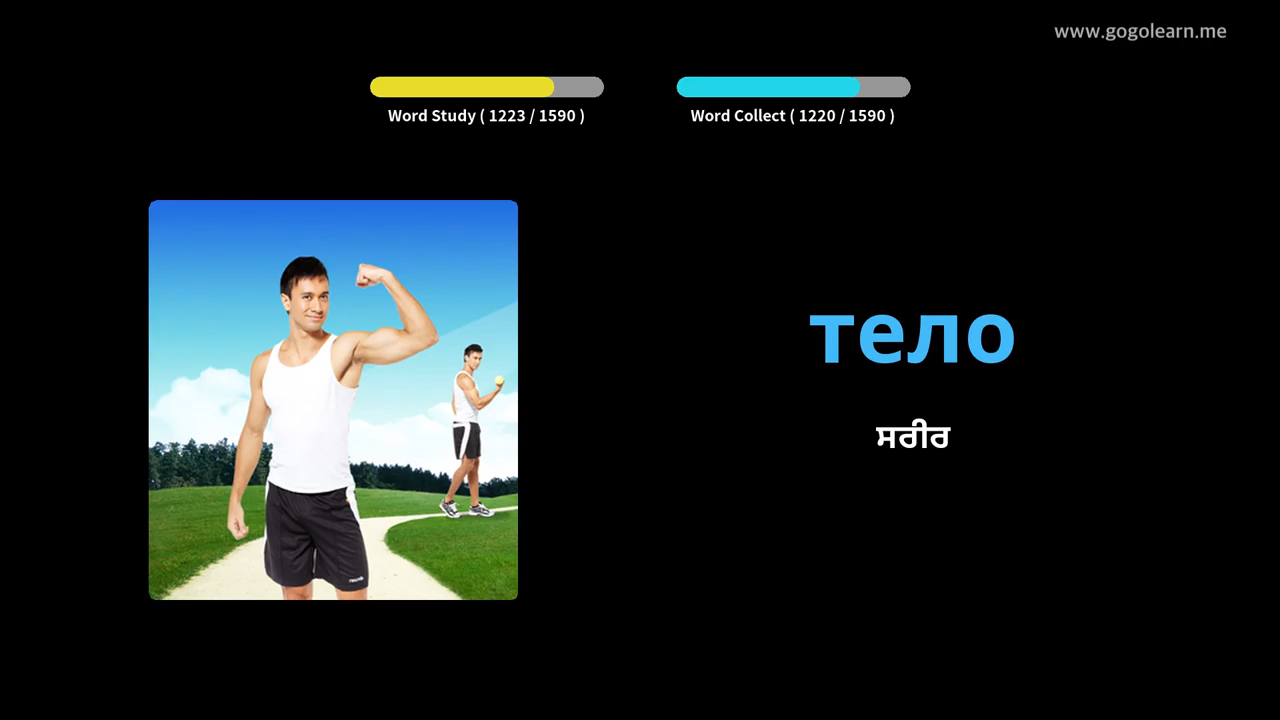 www.gogolearn.me
Word Study ( 1223 / 1590 )
Word Collect ( 1220 / 1590 )
тело
ਸਰੀਰ